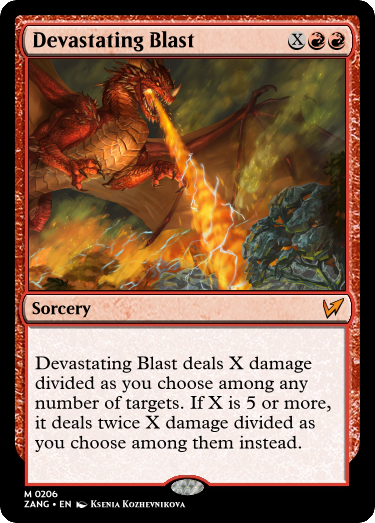 Devastating Blast X
Sorcery
Devastating Blast deals X damage
divided as you choose among any
number of targets. If X is 5 or more,
it deals twice X damage divided as
you choose among them instead.
M 0206
ZANG • EN Ksenia Kozhevnikova